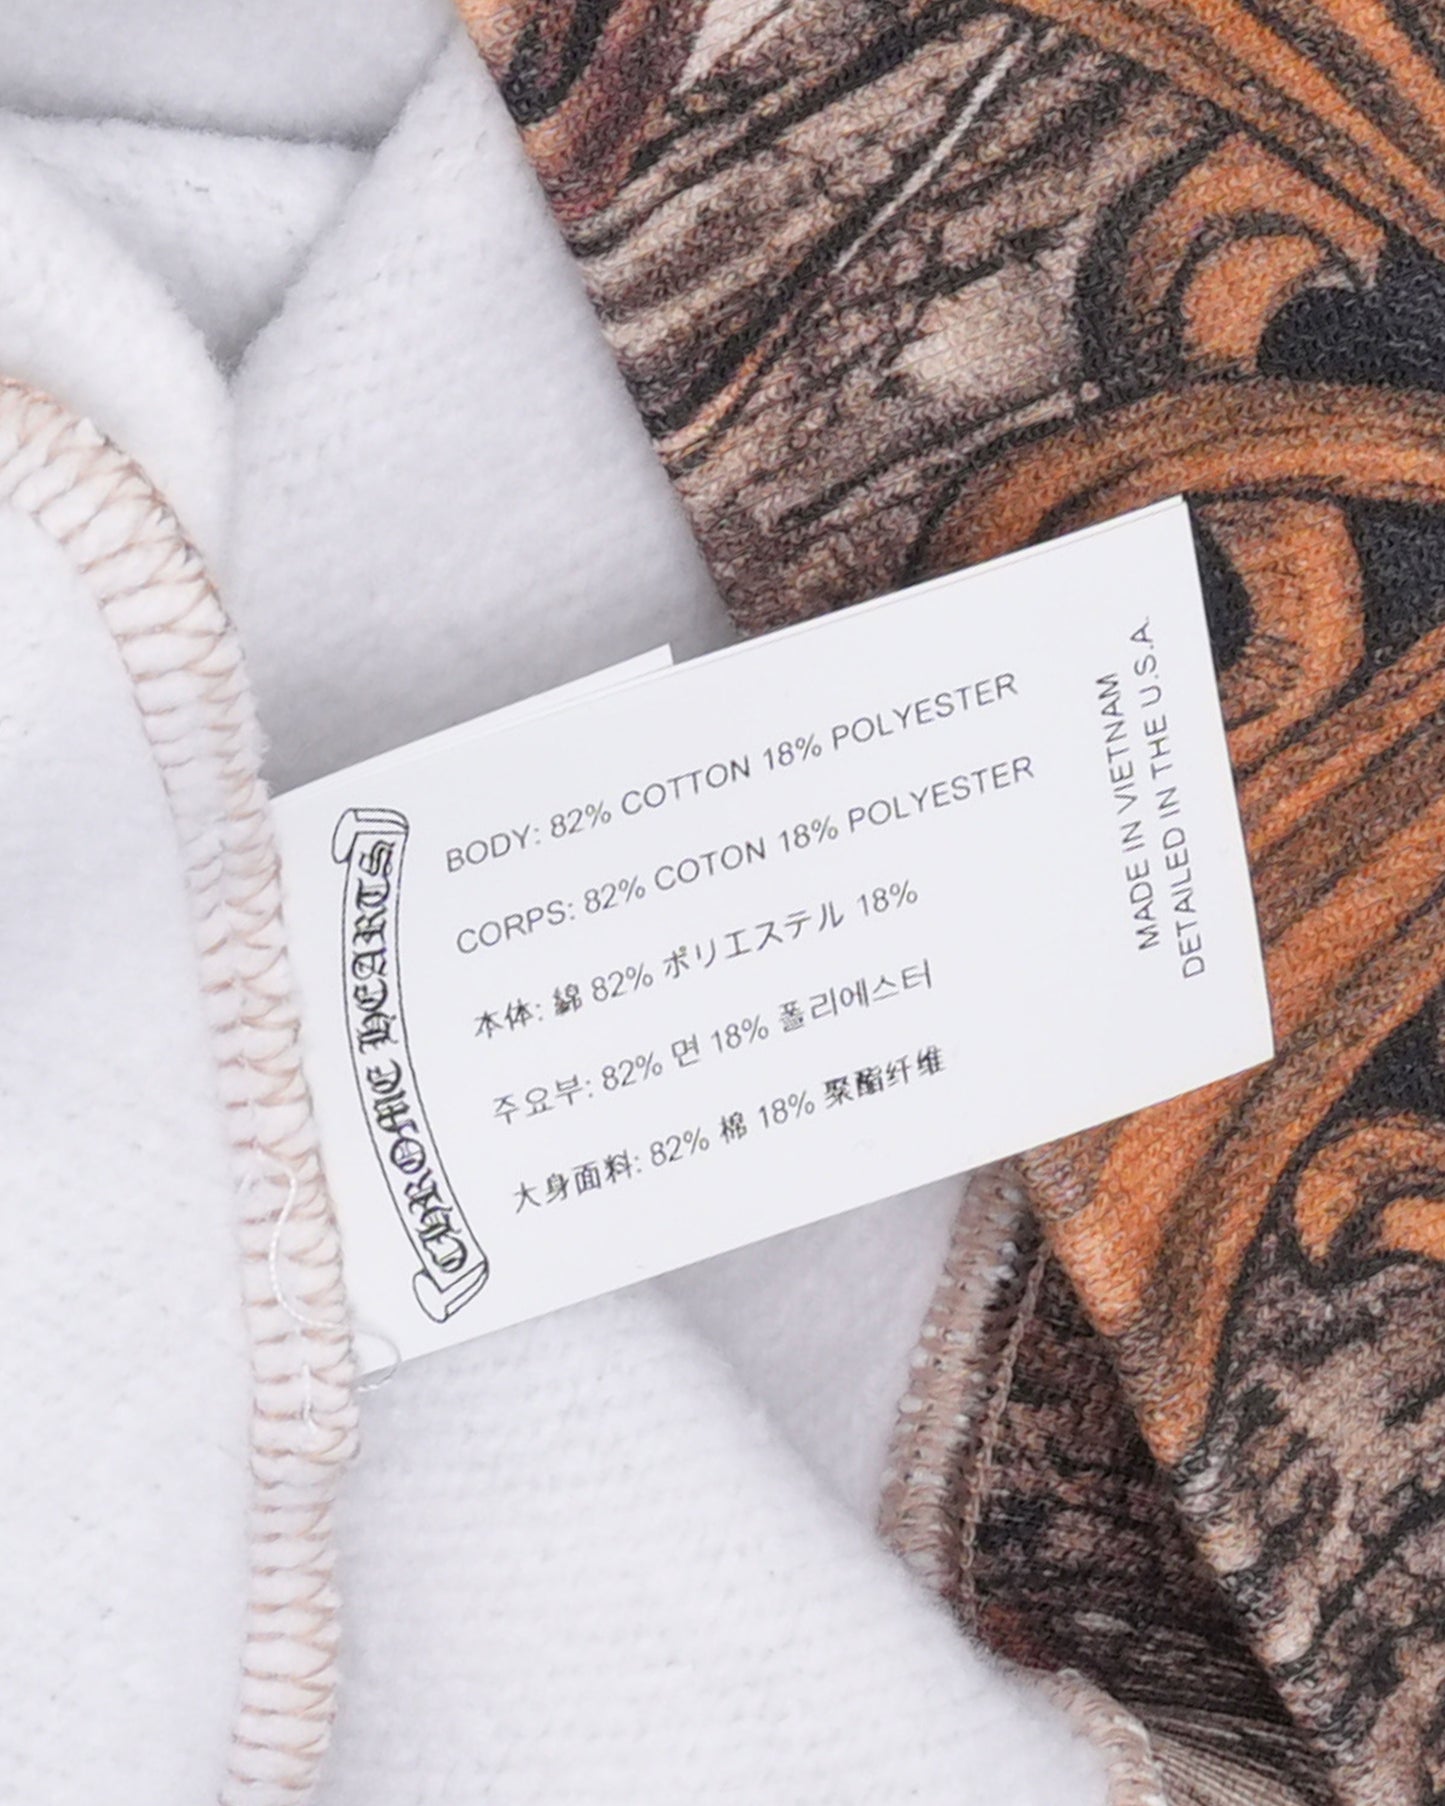 CHROME HEARTS
BODY: 82% COTTON 18% POLYESTER
CORPS: 82% COTON 18% POLYESTER
本体: 綿 82% ポリエステル 18%
주요부: 82% 면 18% 폴리에스터
大身面料: 82% 棉 18% 聚酯纤维
MADE IN VIETNAM
DETAILED IN THE U.S.A.